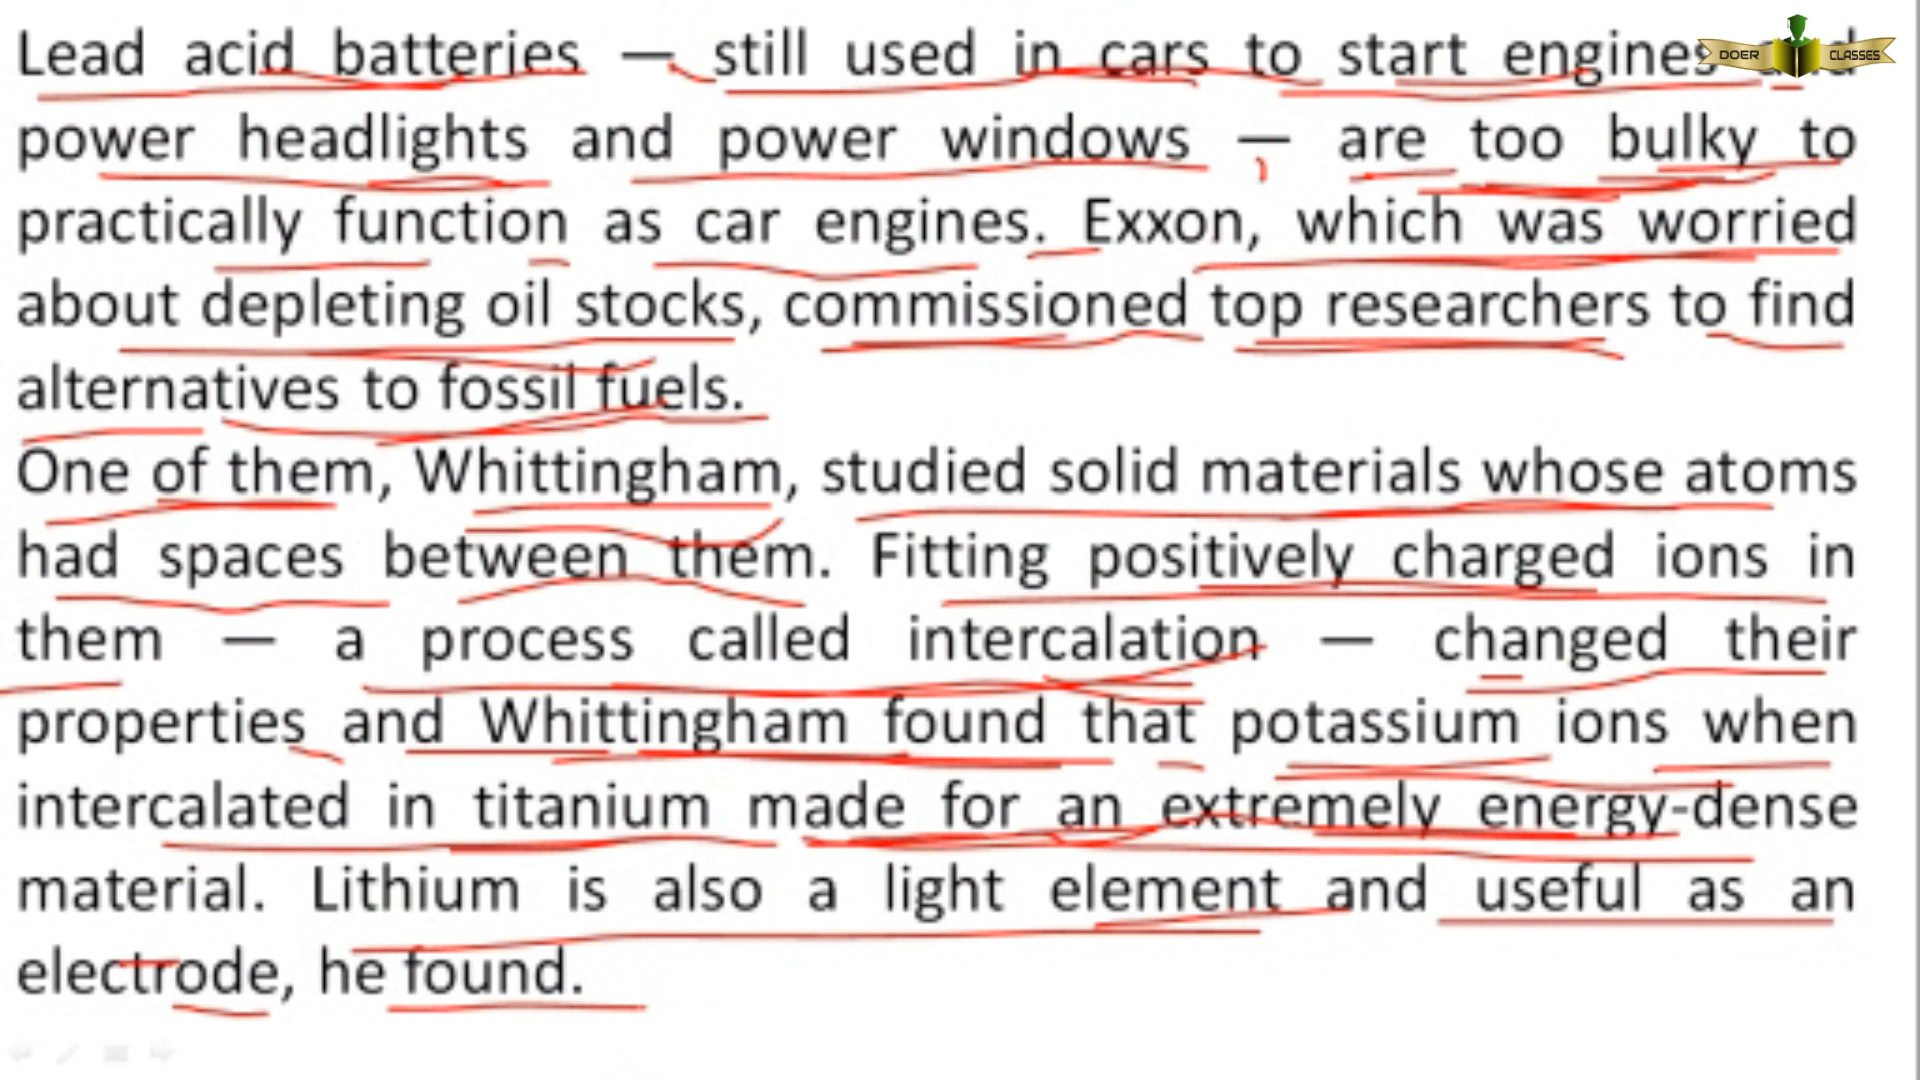 Lead acid batteries — still used in cars to start engines and
DOER CLASSES
power headlights and power windows — are too bulky to
practically function as car engines. Exxon, which was worried
about depleting oil stocks, commissioned top researchers to find
alternatives to fossil fuels.
One of them, Whittingham, studied solid materials whose atoms
had spaces between them. Fitting positively charged ions in
them — a process called intercalation — changed their
properties and Whittingham found that potassium ions when
intercalated in titanium made for an extremely energy-dense
material. Lithium is also a light element and useful as an
electrode, he found.